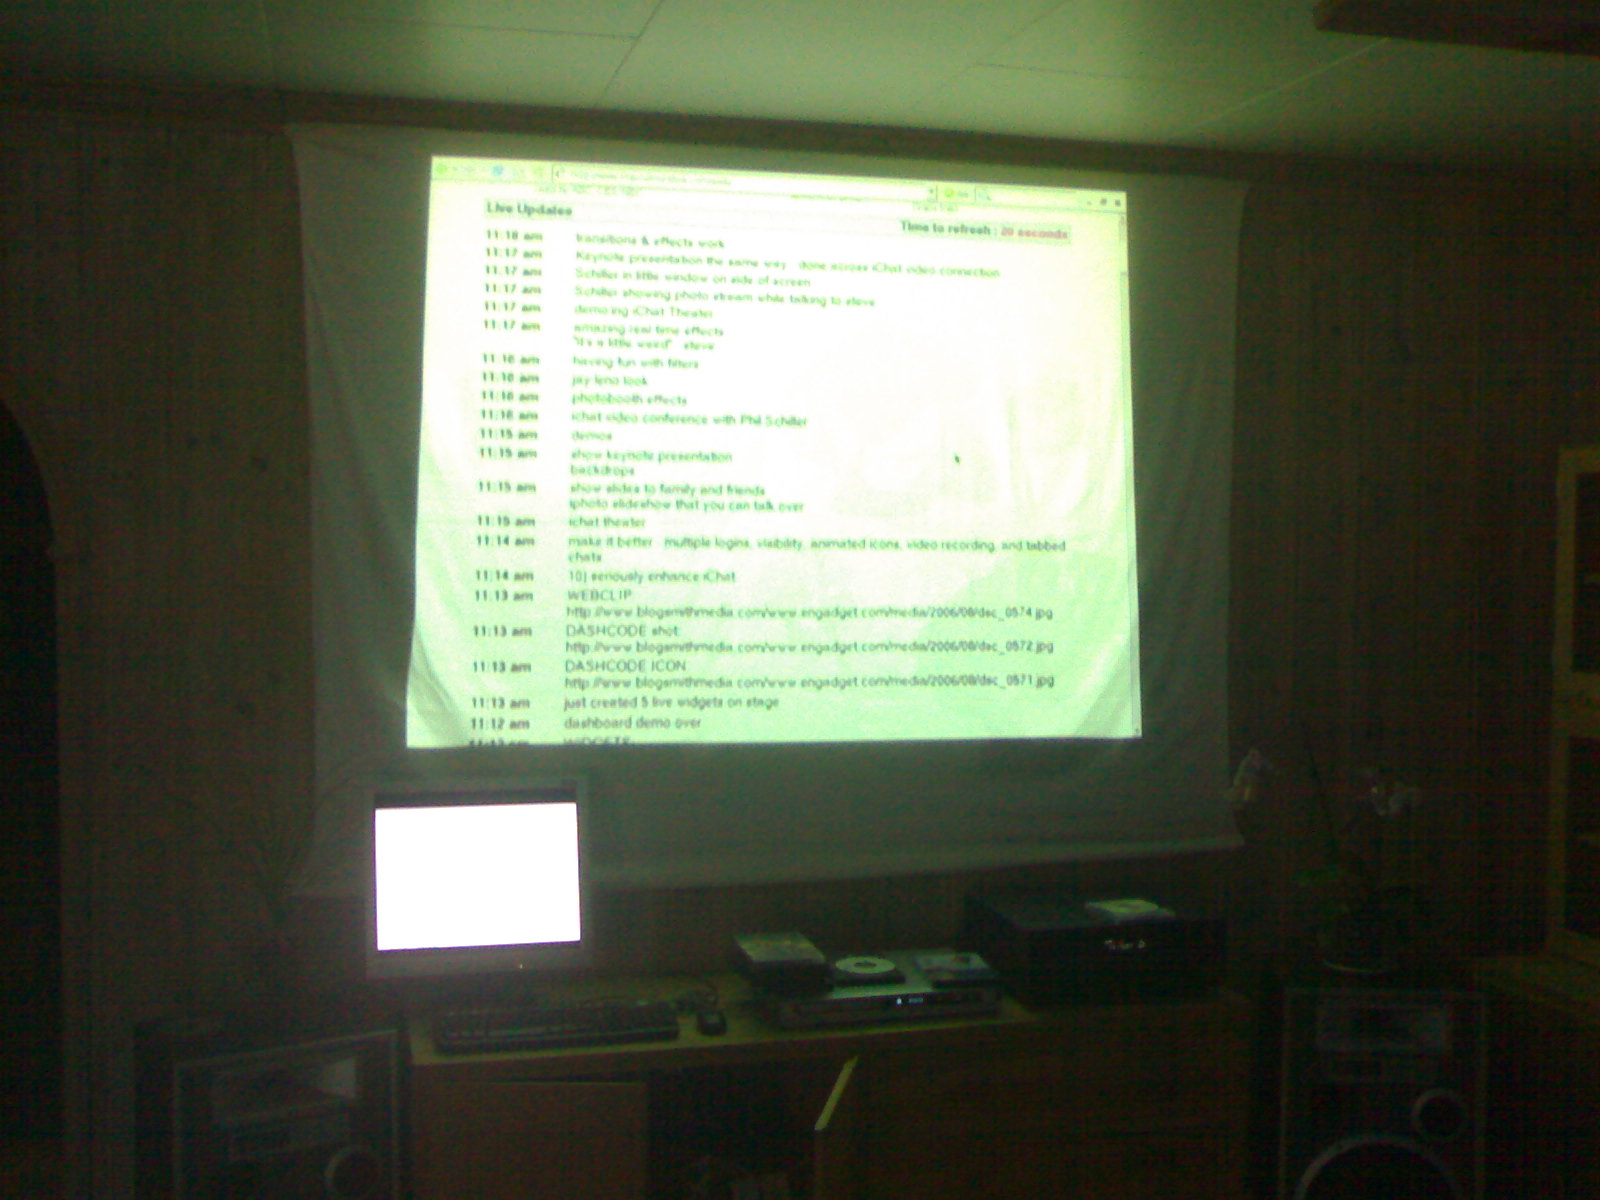 Live Updates
Time to refresh : 20 seconds
11:18 am transitions & effects work
11:17 am Keynote presentation the same way - done across iChat video connection
11:17 am Schiller in little window on side of screen
11:17 am Schiller showing photo stream while talking to steve
11:17 am demoing iChat Theater
11:17 am amazing real time effects
"it's a little weird" - steve
11:16 am having fun with filters
11:16 am jay leno look
11:16 am photobooth effects
11:16 am ichat video conference with Phil Schiller
11:15 am demos
11:15 am show keynote presentation
backdrops
11:15 am show slides to family and friends
iphoto slideshow that you can talk over
11:15 am ichat theater
11:14 am make it better - multiple logins, visibility, animated icons, video recording, and tabbed
chats
11:14 am 10) seriously enhance iChat
11:13 am WEBCLIP
http://www.blogsmithmedia.com/www.engadget.com/media/2006/08/dsc_0574.jpg
11:13 am DASHCODE shot:
http://www.blogsmithmedia.com/www.engadget.com/media/2006/08/dsc_0572.jpg
11:13 am DASHCODE ICON
http://www.blogsmithmedia.com/www.engadget.com/media/2006/08/dsc_0571.jpg
11:13 am just created 5 live widgets on stage
11:12 am dashboard demo over
WIDGETS